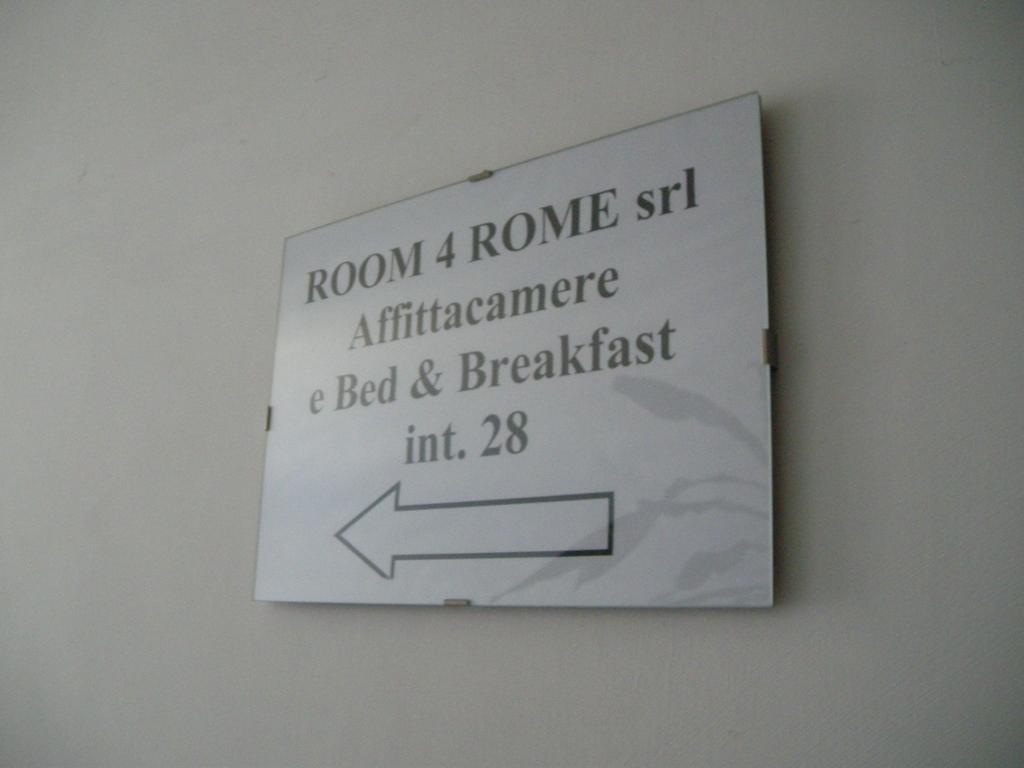 ROOM 4 ROME srl
Affittacamere
e Bed & Breakfast
int. 28